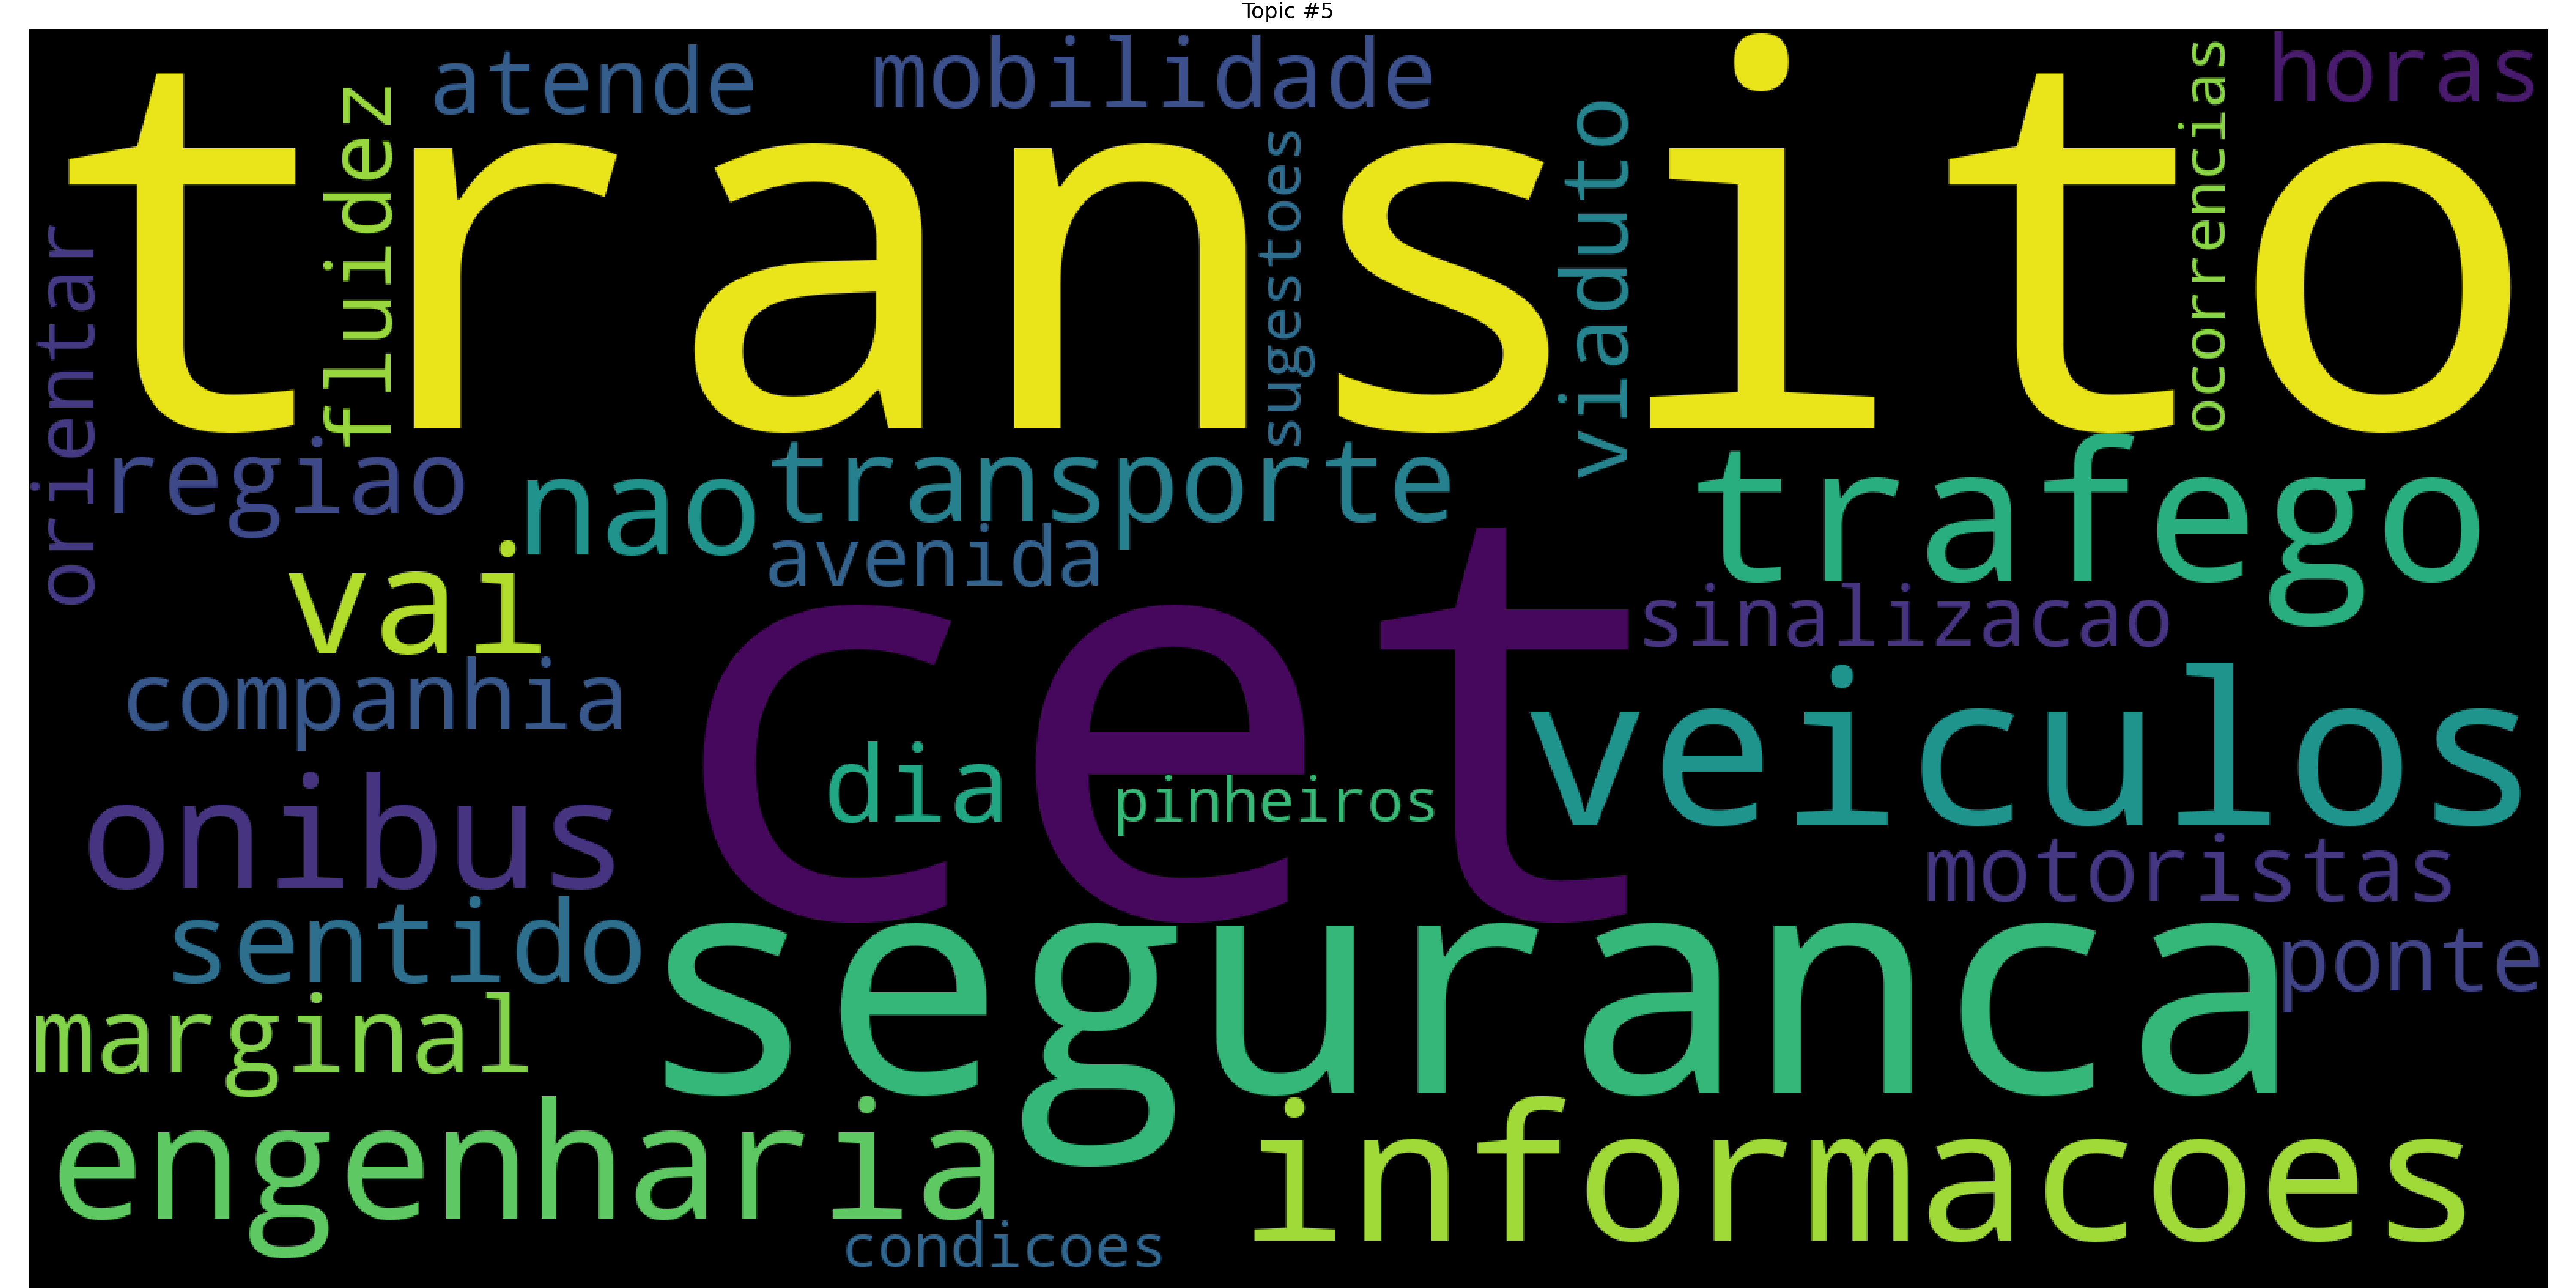 Topic #5
atende
mobilidade
horas
transito
fluidez
sugestoes
viaduto
ocorrencias
orientar
regiao
nao
transporte
trafego
avenida
vai
cet
sinalizacao
companhia
veiculos
dia
pinheiros
onibus
motoristas
sentido
seguranca
ponte
marginal
engenharia
informacoes
condicoes